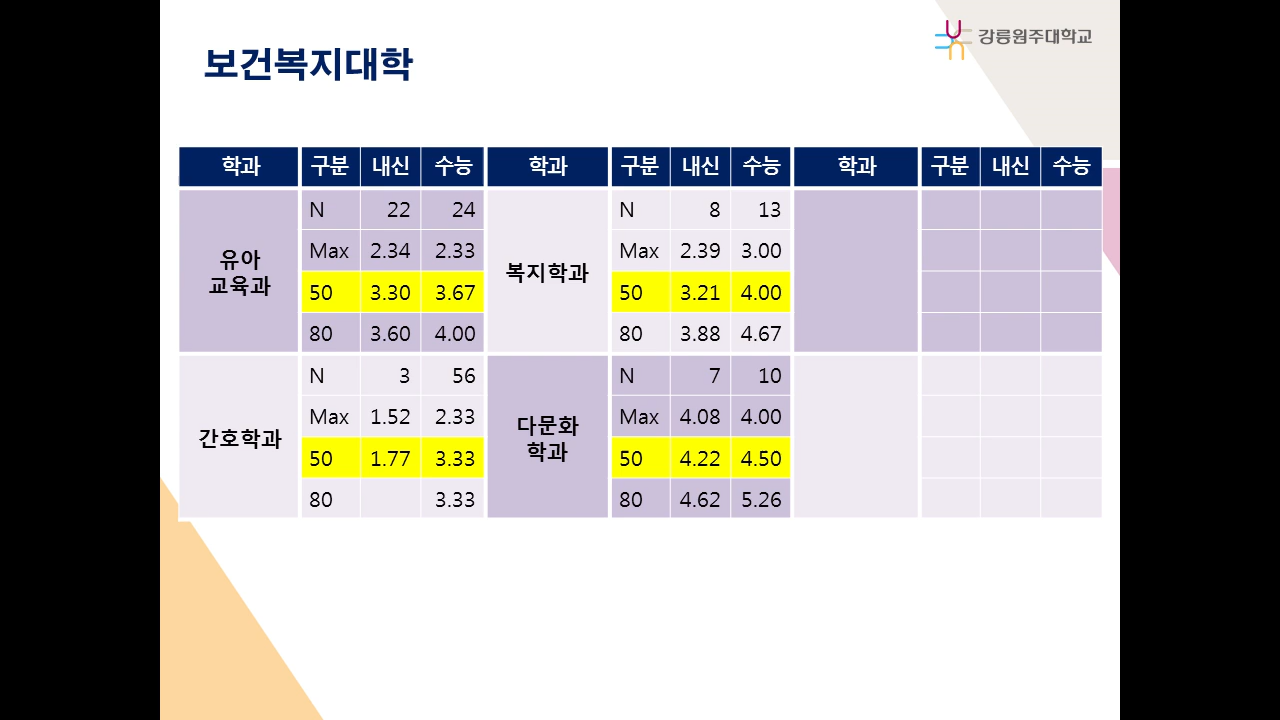 보건복지대학
강릉원주대학교
학과 구분 내신 수능 학과 구분 내신 수능 학과 구분 내신 수능
유아
교육과
N 22 24
Max 2.34 2.33
50 3.30 3.67
80 3.60 4.00
복지학과
N 8 13
Max 2.39 3.00
50 3.21 4.00
80 3.88 4.67
간호학과
N 3 56
Max 1.52 2.33
50 1.77 3.33
80 3.33
다문화
학과
N 7 10
Max 4.08 4.00
50 4.22 4.50
80 4.62 5.26